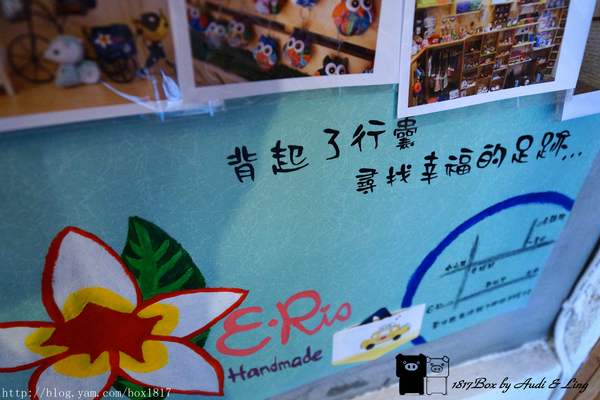 背起了行囊
尋找幸福的足跡...
E.Ris
Handmade
http://blog.yam.com/box1817
1817Box by Audi & Ling